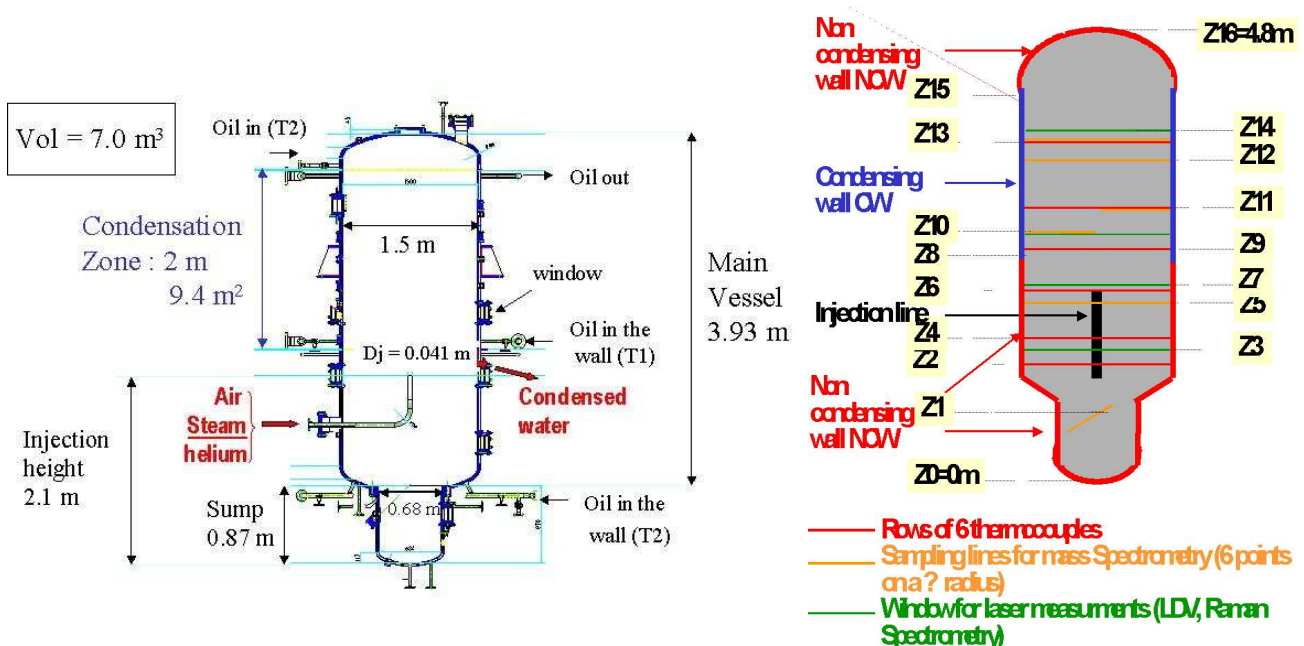 Vol = 7.0 m³
Oil in (T2)
Oil out
Condensation
Zone : 2 m
9.4 m²
1.5 m
window
Main
Vessel
3.93 m
Oil in the
wall (T1)
Dj = 0.041 m
Air
Steam
helium
Condensed
water
Injection
height
2.1 m
Sump
0.87 m
0.68 m
Oil in the
wall (T2)
Non
condensing
wall NCW
Z16=4.8m
Z15
Z14
Z13
Z12
Condensing
wall CW
Z11
Z10
Z9
Z8
Z7
Z6
Z5
Injection line
Z4
Z3
Z2
Non
condensing
wall NCW
Z1
Z0=0m
Rows of 6 thermocouples
Sampling lines for mass Spectrometry (6 points
on a ? radius)
Window for laser measurments (LDV, Raman
Spectrometry)